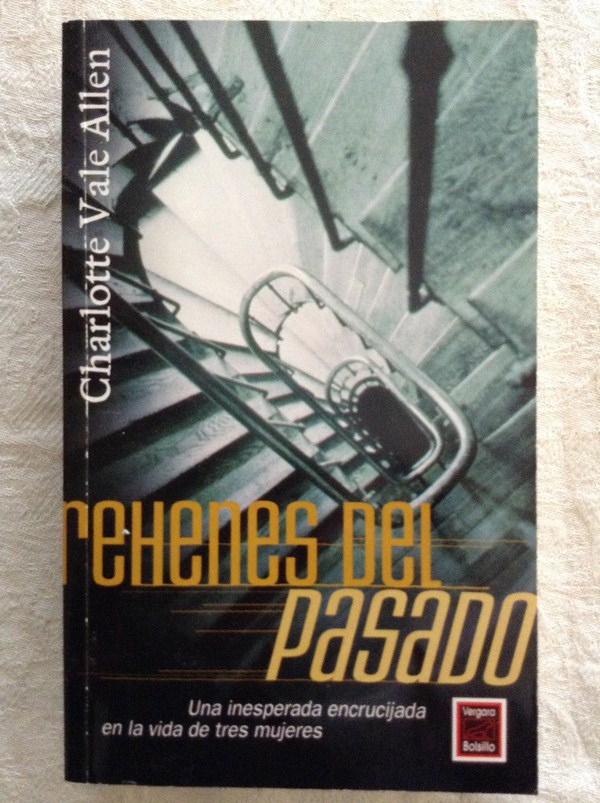 Charlotte Vale Allen
rehenes del
pasado
Una inesperada encrucijada
en la vida de tres mujeres
Vergara
Bolsillo